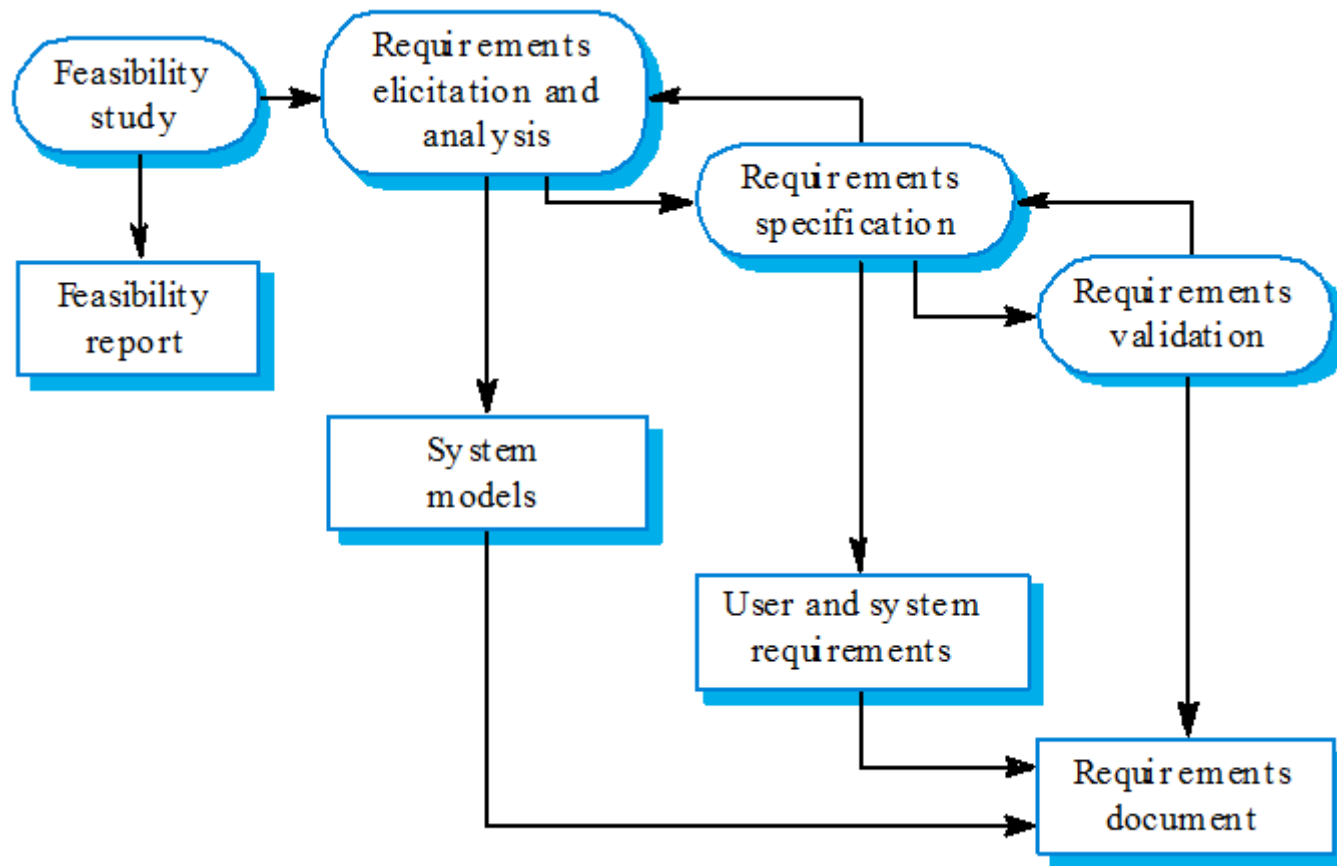 Feasibility
study
Requirements
elicitation and
analysis
Requirements
specification
Requirements
validation
Feasibility
report
System
models
User and system
requirements
Requirements
document